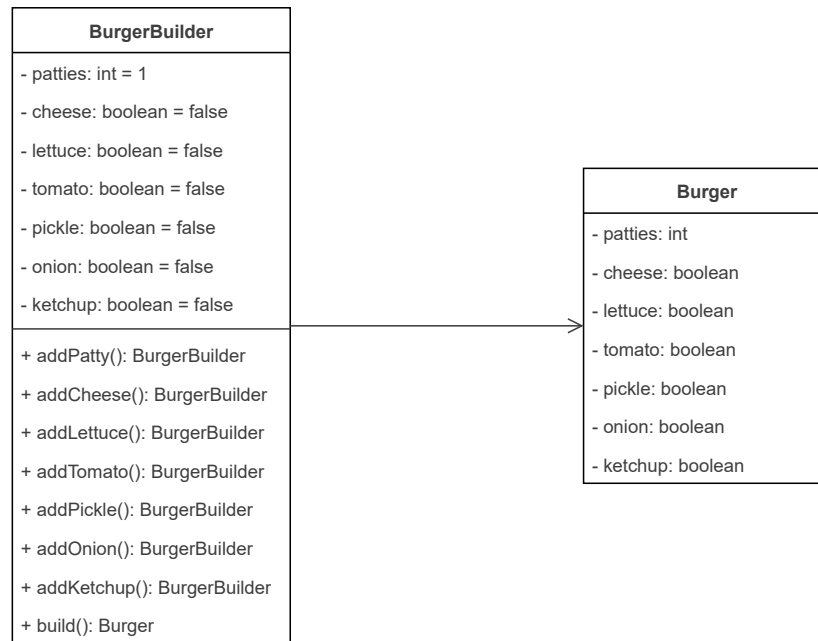 BurgerBuilder
- patties: int = 1
- cheese: boolean = false
- lettuce: boolean = false
- tomato: boolean = false
- pickle: boolean = false
- onion: boolean = false
- ketchup: boolean = false
+ addPatty(): BurgerBuilder
+ addCheese(): BurgerBuilder
+ addLettuce(): BurgerBuilder
+ addTomato(): BurgerBuilder
+ addPickle(): BurgerBuilder
+ addOnion(): BurgerBuilder
+ addKetchup(): BurgerBuilder
+ build(): Burger
Burger
- patties: int
- cheese: boolean
- lettuce: boolean
- tomato: boolean
- pickle: boolean
- onion: boolean
- ketchup: boolean